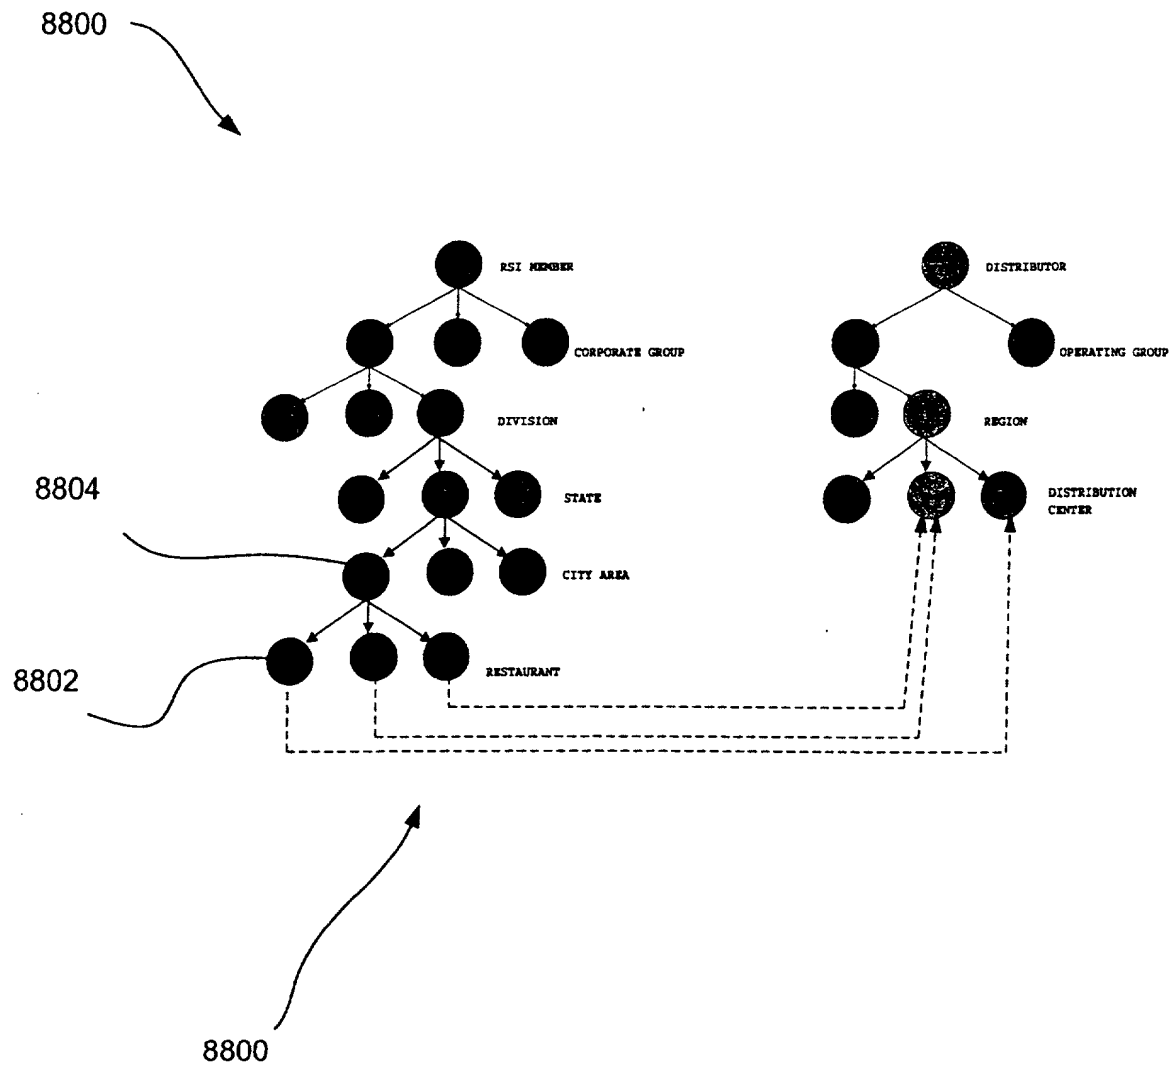 8800
RSI MEMBER
DISTRIBUTOR
CORPORATE GROUP
OPERATING GROUP
DIVISION
REGION
8804
STATE
DISTRIBUTION
CENTER
CITY AREA
8802
RESTAURANT
8800